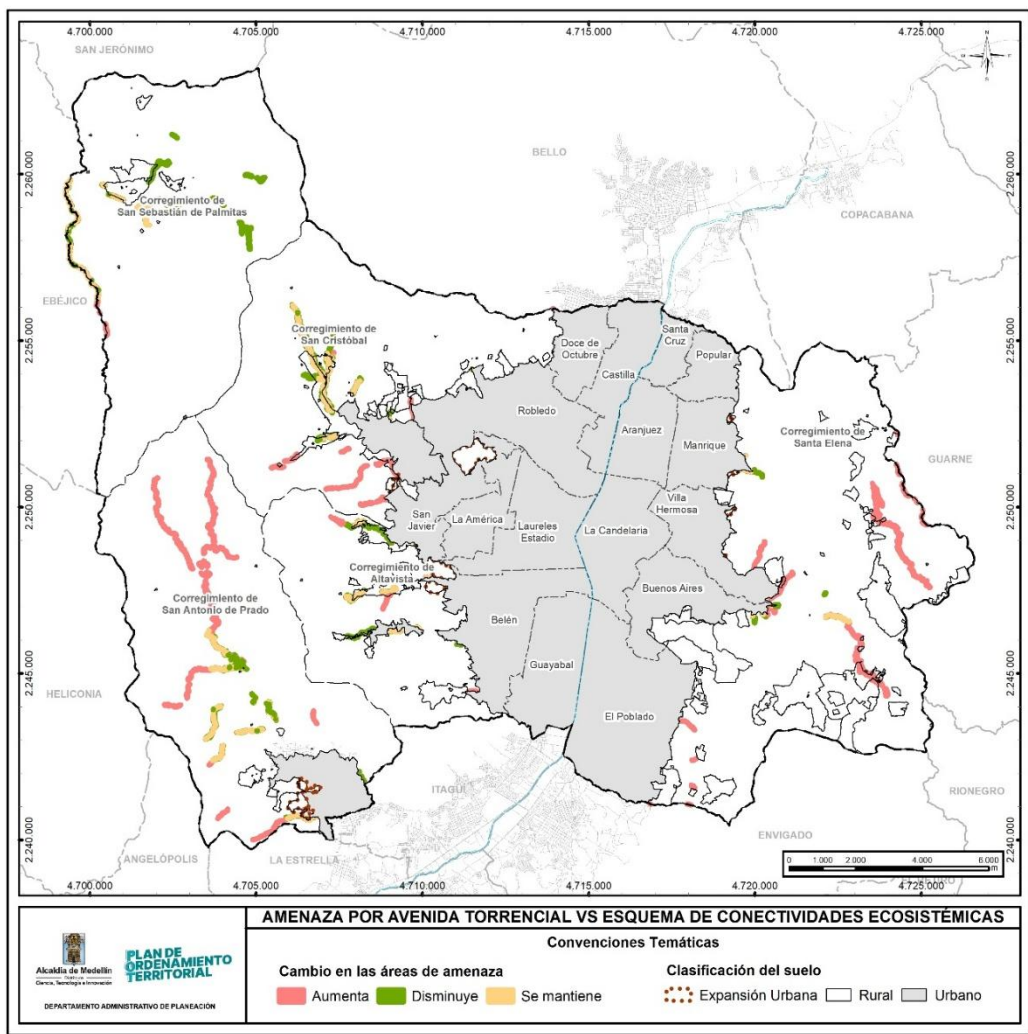 4.700.000 4.705.000 4.710.000 4.715.000 4.720.000 4.725.000
SAN JERÓNIMO
BELLO
2.260.000 2.260.000
Corregimiento de
San Sebastián de Palmitas
COPACABANA
EBÉJICO
2.255.000 2.255.000
Corregimiento de
San Cristóbal
Santa
Cruz
Doce de
Octubre
Popular
Castilla
Robledo
Aranjuez
Manrique
Corregimiento de
Santa Elena
GUARNE
2.250.000 2.250.000
San
Javier
La América
Laureles
Estadio
La Candelaria
Villa
Hermosa
Corregimiento de
Altavista
Corregimiento de
San Antonio de Prado
Buenos Aires
Belén
Guayabal
2.245.000 2.245.000
HELICONIA
El Poblado
ITAGÜÍ
RIONEGRO
2.240.000 2.240.000
ANGELÓPOLIS
LA ESTRELLA
ENVIGADO
0 1.000 2.000 4.000 6.000
m
4.700.000 4.705.000 4.710.000 4.715.000 4.720.000 4.725.000
AMENAZA POR AVENIDA TORRENCIAL VS ESQUEMA DE CONECTIVIDADES ECOSISTÉMICAS
Convenciones Temáticas
Alcaldía de Medellín
Ciencia, Tecnología e Innovación
PLAN DE
ORDENAMIENTO
TERRITORIAL
DEPARTAMENTO ADMINISTRATIVO DE PLANEACIÓN
Cambio en las áreas de amenaza
Aumenta Disminuye Se mantiene
Clasificación del suelo
Expansión Urbana Rural Urbano